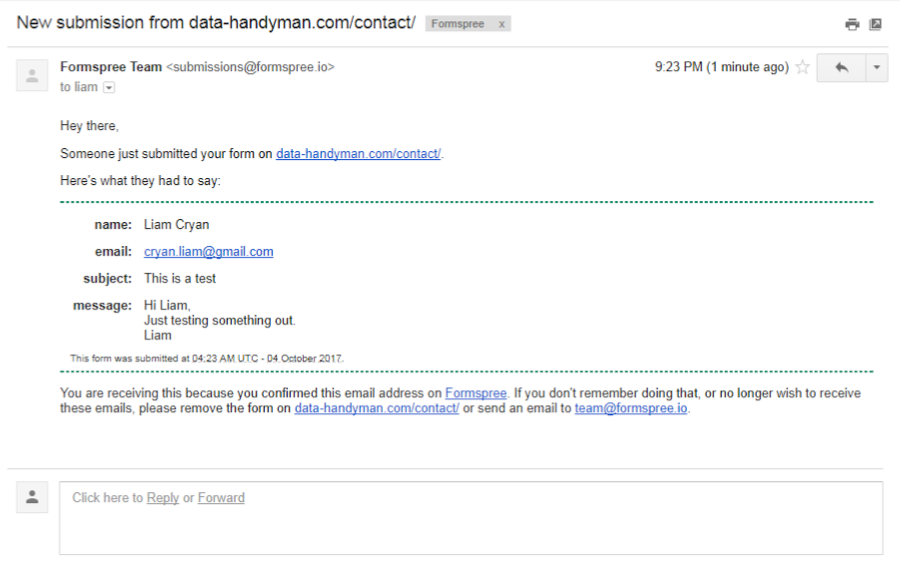 New submission from data-handyman.com/contact/ Formspree x
Formspree Team <submissions@formspree.io> 9:23 PM (1 minute ago)
to liam
Hey there,
Someone just submitted your form on data-handyman.com/contact/.
Here's what they had to say:
name: Liam Cryan
email: cryan.liam@gmail.com
subject: This is a test
message: Hi Liam,
Just testing something out.
Liam
This form was submitted at 04:23 AM UTC - 04 October 2017.
You are receiving this because you confirmed this email address on Formspree. If you don't remember doing that, or no longer wish to receive
these emails, please remove the form on data-handyman.com/contact/ or send an email to team@formspree.io.
Click here to Reply or Forward